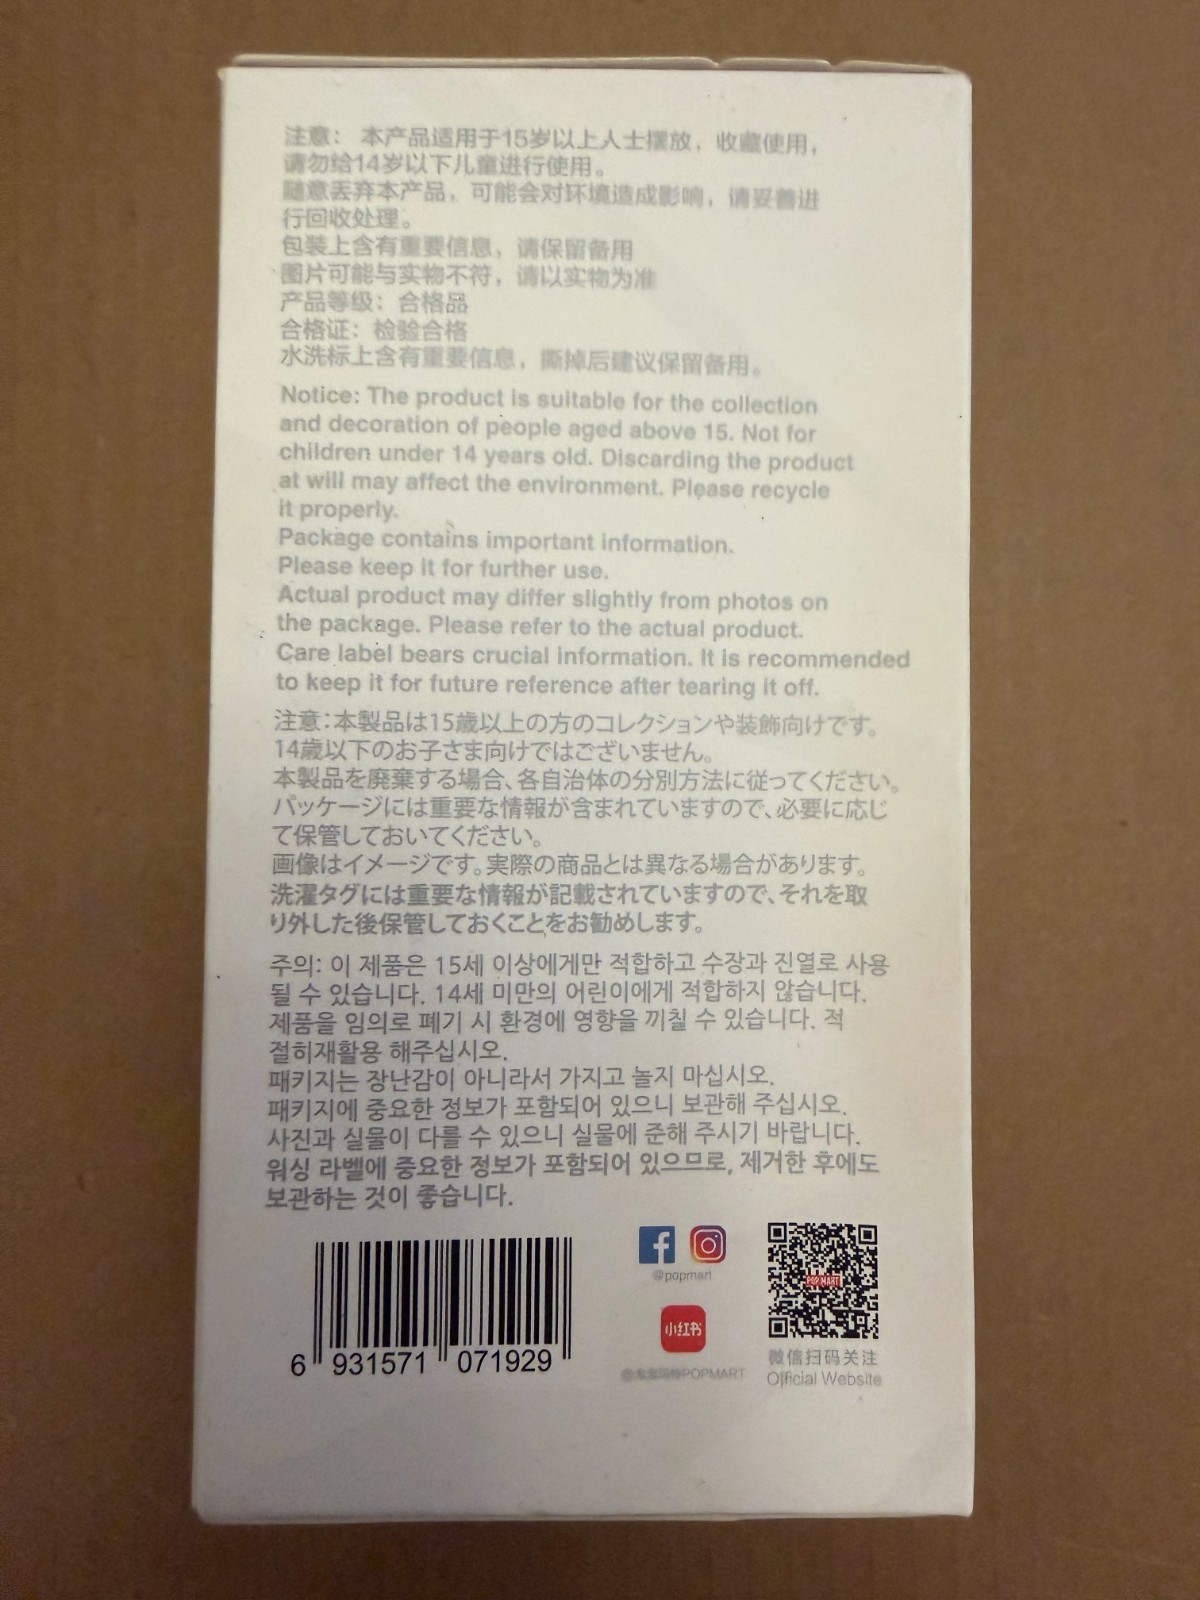 注意： 本产品适用于15岁以上人士摆放，收藏使用，
请勿给14岁以下儿童进行使用。
随意丢弃本产品，可能会对环境造成影响，请妥善进
行回收处理。
包装上含有重要信息，请保留备用
图片可能与实物不符，请以实物为准
产品等级：合格品
合格证：检验合格
水洗标上含有重要信息，撕掉后建议保留备用。
Notice: The product is suitable for the collection
and decoration of people aged above 15. Not for
children under 14 years old. Discarding the product
at will may affect the environment. Please recycle
it properly.
Package contains important information.
Please keep it for further use.
Actual product may differ slightly from photos on
the package. Please refer to the actual product.
Care label bears crucial information. It is recommended
to keep it for future reference after tearing it off.
注意：本製品は15歳以上の方のコレクションや装飾向けです。
14歳以下のお子さま向けではございません。
本製品を廃棄する場合、各自治体の分別方法に従ってください。
パッケージには重要な情報が含まれていますので、必要に応じ
て保管しておいてください。
画像はイメージです。実際の商品とは異なる場合があります。
洗濯タグには重要な情報が記載されていますので、それを取
り外した後保管しておくことをお勧めします。
주의: 이 제품은 15세 이상에게만 적합하고 수장과 진열로 사용
될 수 있습니다. 14세 미만의 어린이에게 적합하지 않습니다.
제품을 임의로 폐기 시 환경에 영향을 끼칠 수 있습니다. 적
절히재활용 해주십시오.
패키지는 장난감이 아니라서 가지고 놀지 마십시오.
패키지에 중요한 정보가 포함되어 있으니 보관해 주십시오.
사진과 실물이 다를 수 있으니 실물에 준해 주시기 바랍니다.
워싱 라벨에 중요한 정보가 포함되어 있으므로, 제거한 후에도
보관하는 것이 좋습니다.
6 931571 071929
@popmart
小红书
@泡泡玛特POPMART
POP MART
微信扫码关注
Official Website